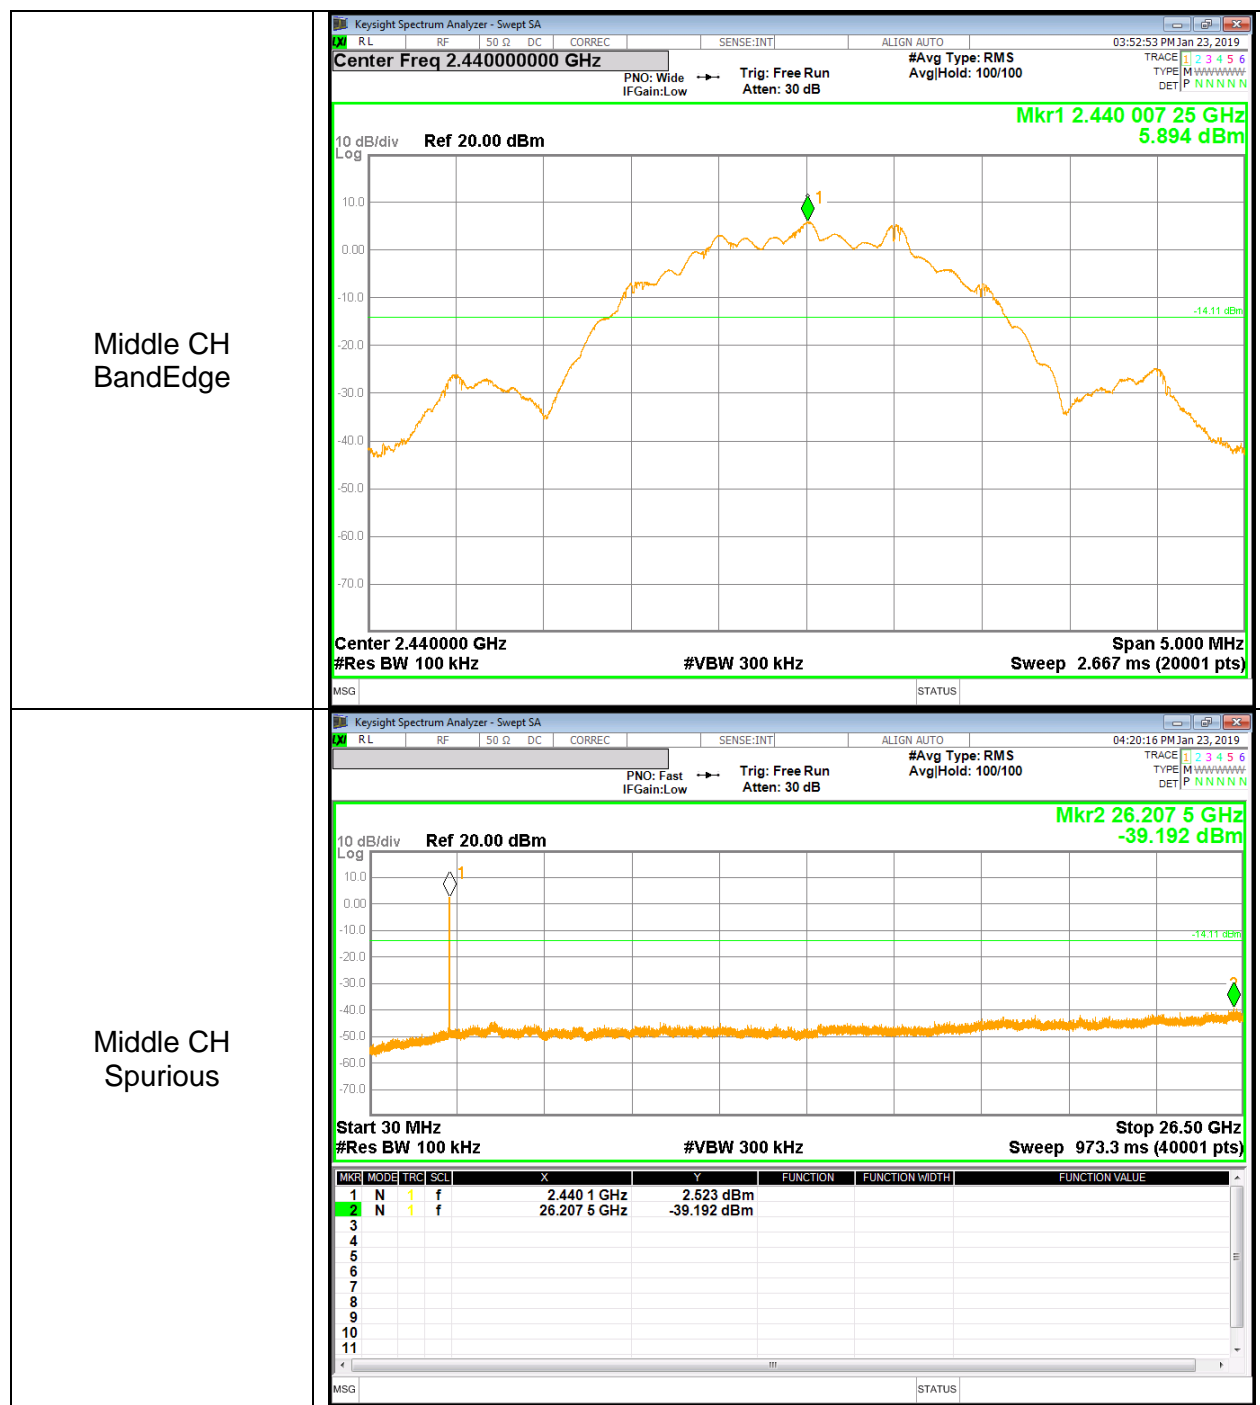 Middle CH
BandEdge
Keysight Spectrum Analyzer - Swept SA
LXI RL RF 50 Ω DC CORREC SENSE:INT ALIGN AUTO 03:52:53 PM Jan 23, 2019
Center Freq 2.440000000 GHz #Avg Type: RMS TRACE 1 2 3 4 5 6
PNO: Wide Trig: Free Run Avg|Hold: 100/100 TYPE M WWWWW
IFGain:Low Atten: 30 dB DET P N N N N N
Mkr1 2.440 007 25 GHz
5.894 dBm
10 dB/div Ref 20.00 dBm
Log
1
10.0
0.00
-10.0
-14.11 dBm
-20.0
-30.0
-40.0
-50.0
-60.0
-70.0
Center 2.440000 GHz Span 5.000 MHz
#Res BW 100 kHz #VBW 300 kHz Sweep 2.667 ms (20001 pts)
MSG STATUS
Middle CH
Spurious
Keysight Spectrum Analyzer - Swept SA
LXI RL RF 50 Ω DC CORREC SENSE:INT ALIGN AUTO 04:20:16 PM Jan 23, 2019
#Avg Type: RMS TRACE 1 2 3 4 5 6
PNO: Fast Trig: Free Run Avg|Hold: 100/100 TYPE M WWWWW
IFGain:Low Atten: 30 dB DET P N N N N N
Mkr2 26.207 5 GHz
-39.192 dBm
10 dB/div Ref 20.00 dBm
Log
1
10.0
0.00
-10.0
-14.11 dBm
-20.0
-30.0
2
-40.0
-50.0
-60.0
-70.0
Start 30 MHz Stop 26.50 GHz
#Res BW 100 kHz #VBW 300 kHz Sweep 973.3 ms (40001 pts)
MKR MODE TRC SCL X Y FUNCTION FUNCTION WIDTH FUNCTION VALUE
1 N 1 f 2.440 1 GHz 2.523 dBm
2 N 1 f 26.207 5 GHz -39.192 dBm
3
4
5
6
7
8
9
10
11
MSG STATUS